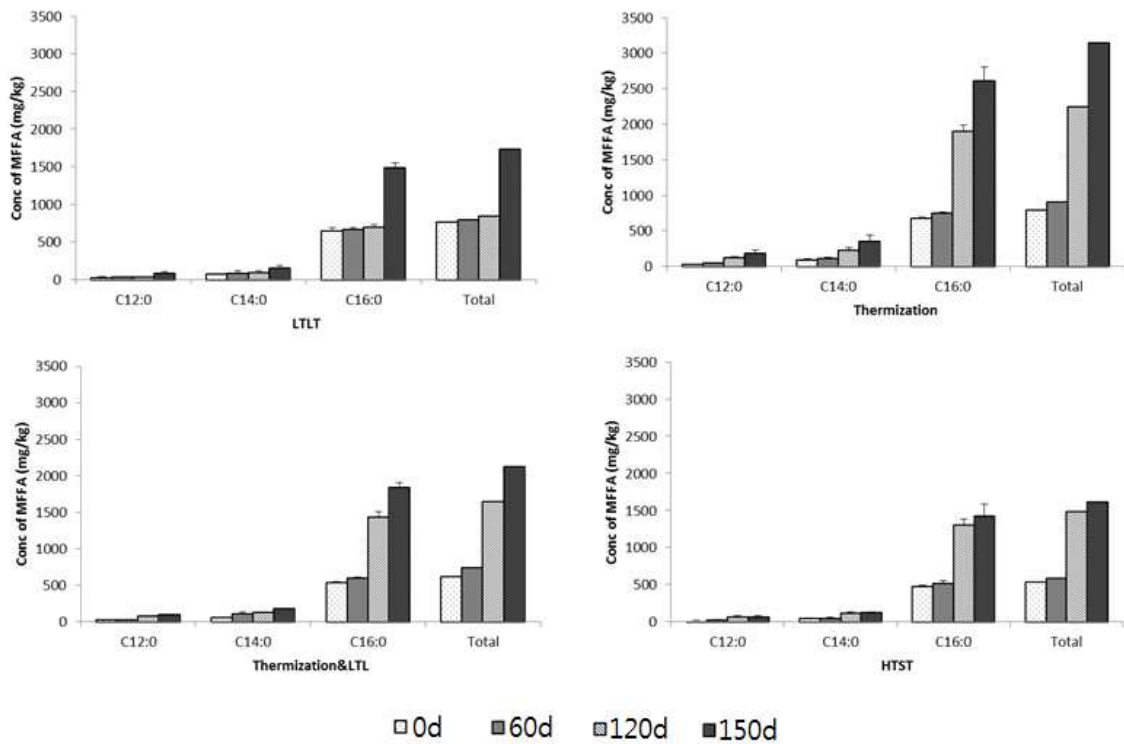 3500
3000
2500
2000
1500
1000
500
0
Conc of MFFA (mg/kg)
C12:0 C14:0 C16:0 Total
LTLT
3500
3000
2500
2000
1500
1000
500
0
Conc of MFFA (mg/kg)
C12:0 C14:0 C16:0 Total
Thermization
3500
3000
2500
2000
1500
1000
500
0
Conc of MFFA (mg/kg)
C12:0 C14:0 C16:0 Total
Thermization&LTL
3500
3000
2500
2000
1500
1000
500
0
Conc of MFFA (mg/kg)
C12:0 C14:0 C16:0 Total
HTST
0d 60d 120d 150d